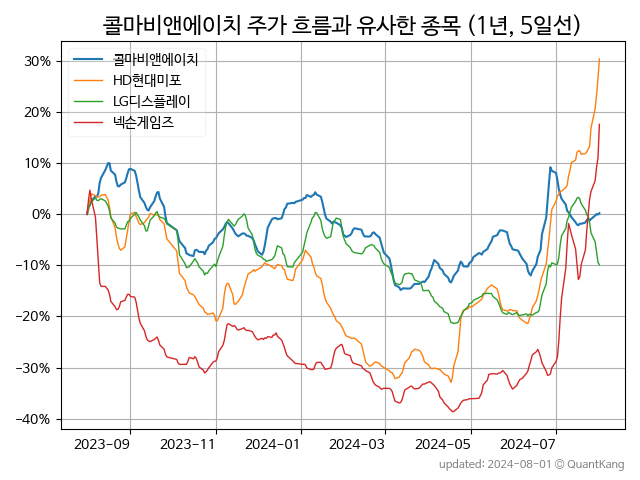 콜마비앤에이치 주가 흐름과 유사한 종목 (1년, 5일선)
콜마비앤에이치
HD현대미포
LG디스플레이
넥슨게임즈
30%
20%
10%
0%
−10%
−20%
−30%
−40%
2023-09
2023-11
2024-01
2024-03
2024-05
2024-07
updated: 2024-08-01 © QuantKang